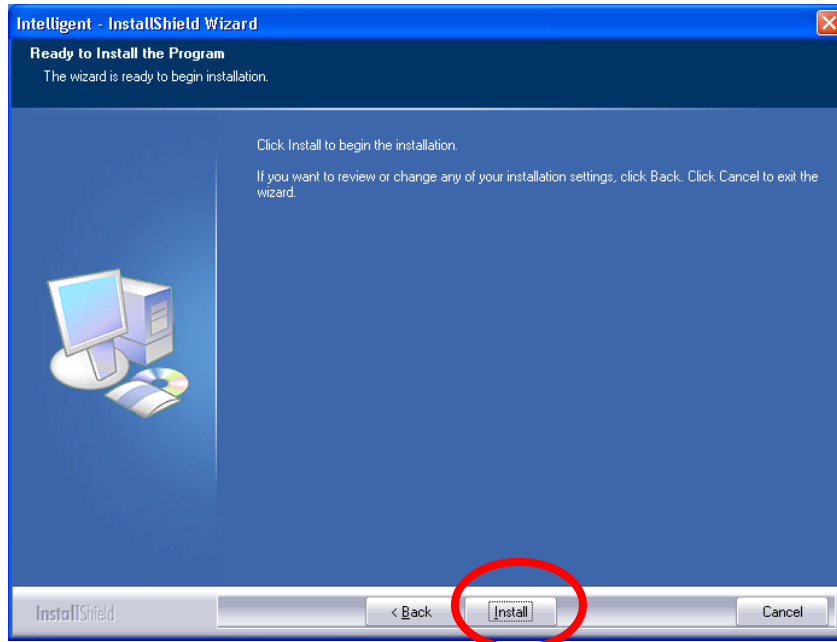 Intelligent - InstallShield Wizard
Ready to Install the Program
The wizard is ready to begin installation.
Click Install to begin the installation.
If you want to review or change any of your installation settings, click Back. Click Cancel to exit the
wizard.
InstallShield
< Back
Install
Cancel